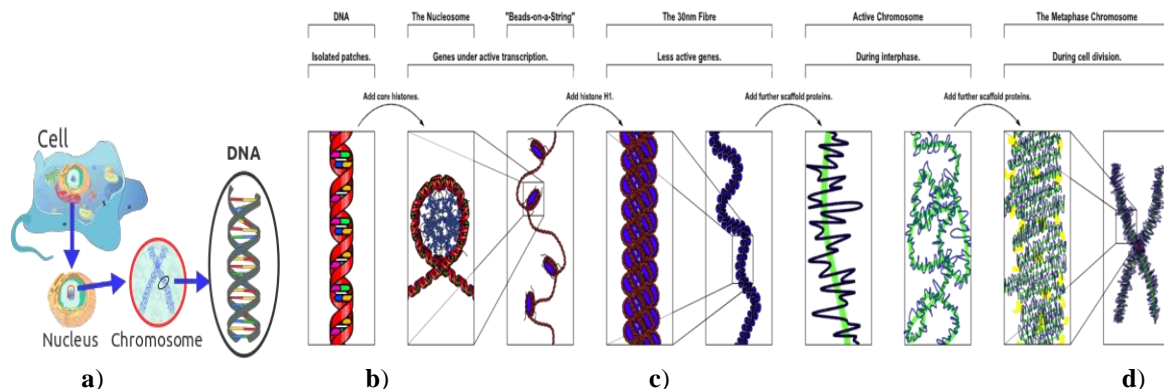 DNA
The Nucleosome
"Beads-on-a-String"
The 30nm Fibre
Active Chromosome
The Metaphase Chromosome
Isolated patches.
Genes under active transcription.
Less active genes.
During interphase.
During cell division.
Add core histones.
Add histone H1.
Add further scaffold proteins.
Add further scaffold proteins.
Cell
DNA
Nucleus
Chromosome
a)
b)
c)
d)